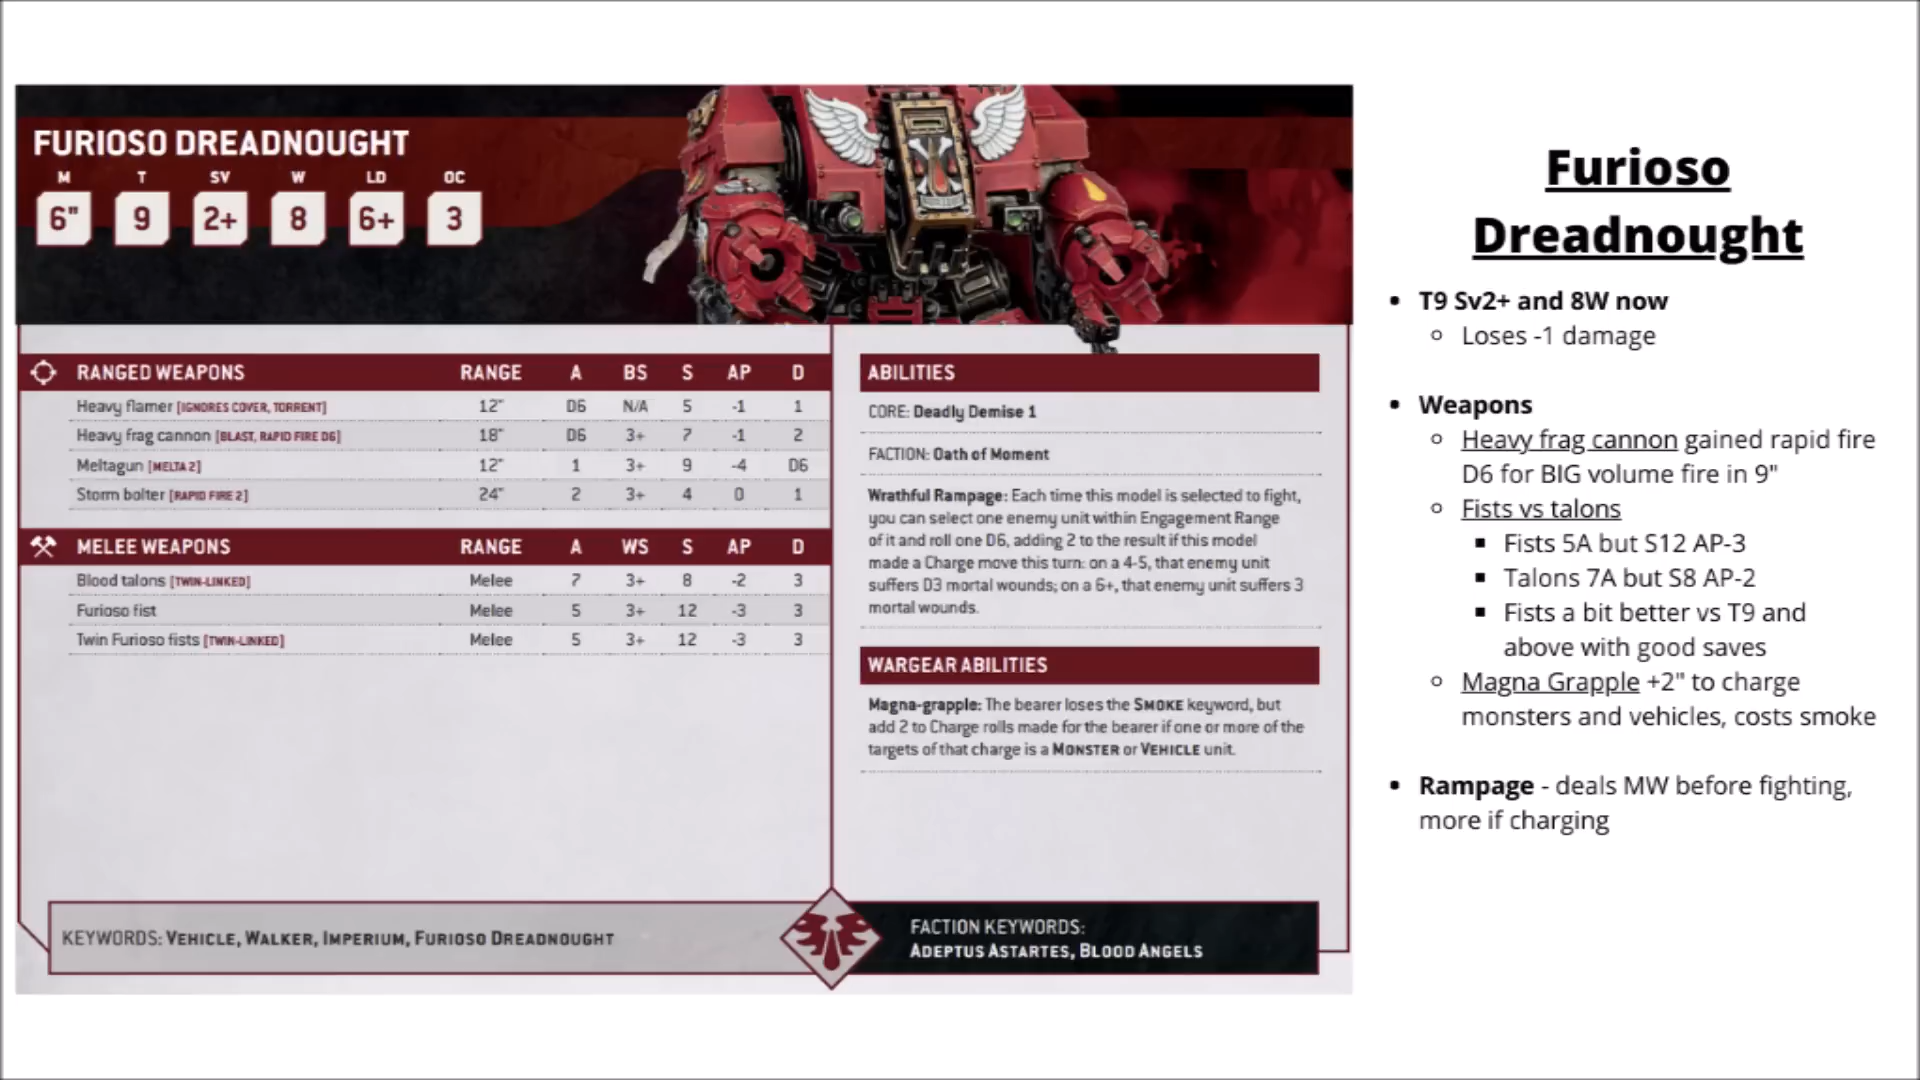 FURIOSO DREADNOUGHT
M T SV W LD OC
6" 9 2+ 8 6+ 3
RANGED WEAPONS RANGE A BS S AP D
Heavy flamer [IGNORES COVER, TORRENT] 12" D6 N/A 5 -1 1
Heavy frag cannon [BLAST, RAPID FIRE D6] 18" D6 3+ 7 -1 2
Meltagun [MELTA 2] 12" 1 3+ 9 -4 D6
Storm bolter [RAPID FIRE 2] 24" 2 3+ 4 0 1
MELEE WEAPONS RANGE A WS S AP D
Blood talons [TWIN-LINKED] Melee 7 3+ 8 -2 3
Furioso fist Melee 5 3+ 12 -3 3
Twin Furioso fists [TWIN-LINKED] Melee 5 3+ 12 -3 3
ABILITIES
CORE: Deadly Demise 1
FACTION: Oath of Moment
Wrathful Rampage: Each time this model is selected to fight,
you can select one enemy unit within Engagement Range
of it and roll one D6, adding 2 to the result if this model
made a Charge move this turn: on a 4-5, that enemy unit
suffers D3 mortal wounds; on a 6+, that enemy unit suffers 3
mortal wounds.
WARGEAR ABILITIES
Magna-grapple: The bearer loses the SMOKE keyword, but
add 2 to Charge rolls made for the bearer if one or more of the
targets of that charge is a MONSTER or VEHICLE unit.
KEYWORDS: VEHICLE, WALKER, IMPERIUM, FURIOSO DREADNOUGHT
FACTION KEYWORDS:
ADEPTUS ASTARTES, BLOOD ANGELS
Furioso
Dreadnought
• T9 Sv2+ and 8W now
○ Loses -1 damage
• Weapons
○ Heavy frag cannon gained rapid fire
D6 for BIG volume fire in 9"
○ Fists vs talons
▪ Fists 5A but S12 AP-3
▪ Talons 7A but S8 AP-2
▪ Fists a bit better vs T9 and
above with good saves
○ Magna Grapple +2" to charge
monsters and vehicles, costs smoke
• Rampage - deals MW before fighting,
more if charging